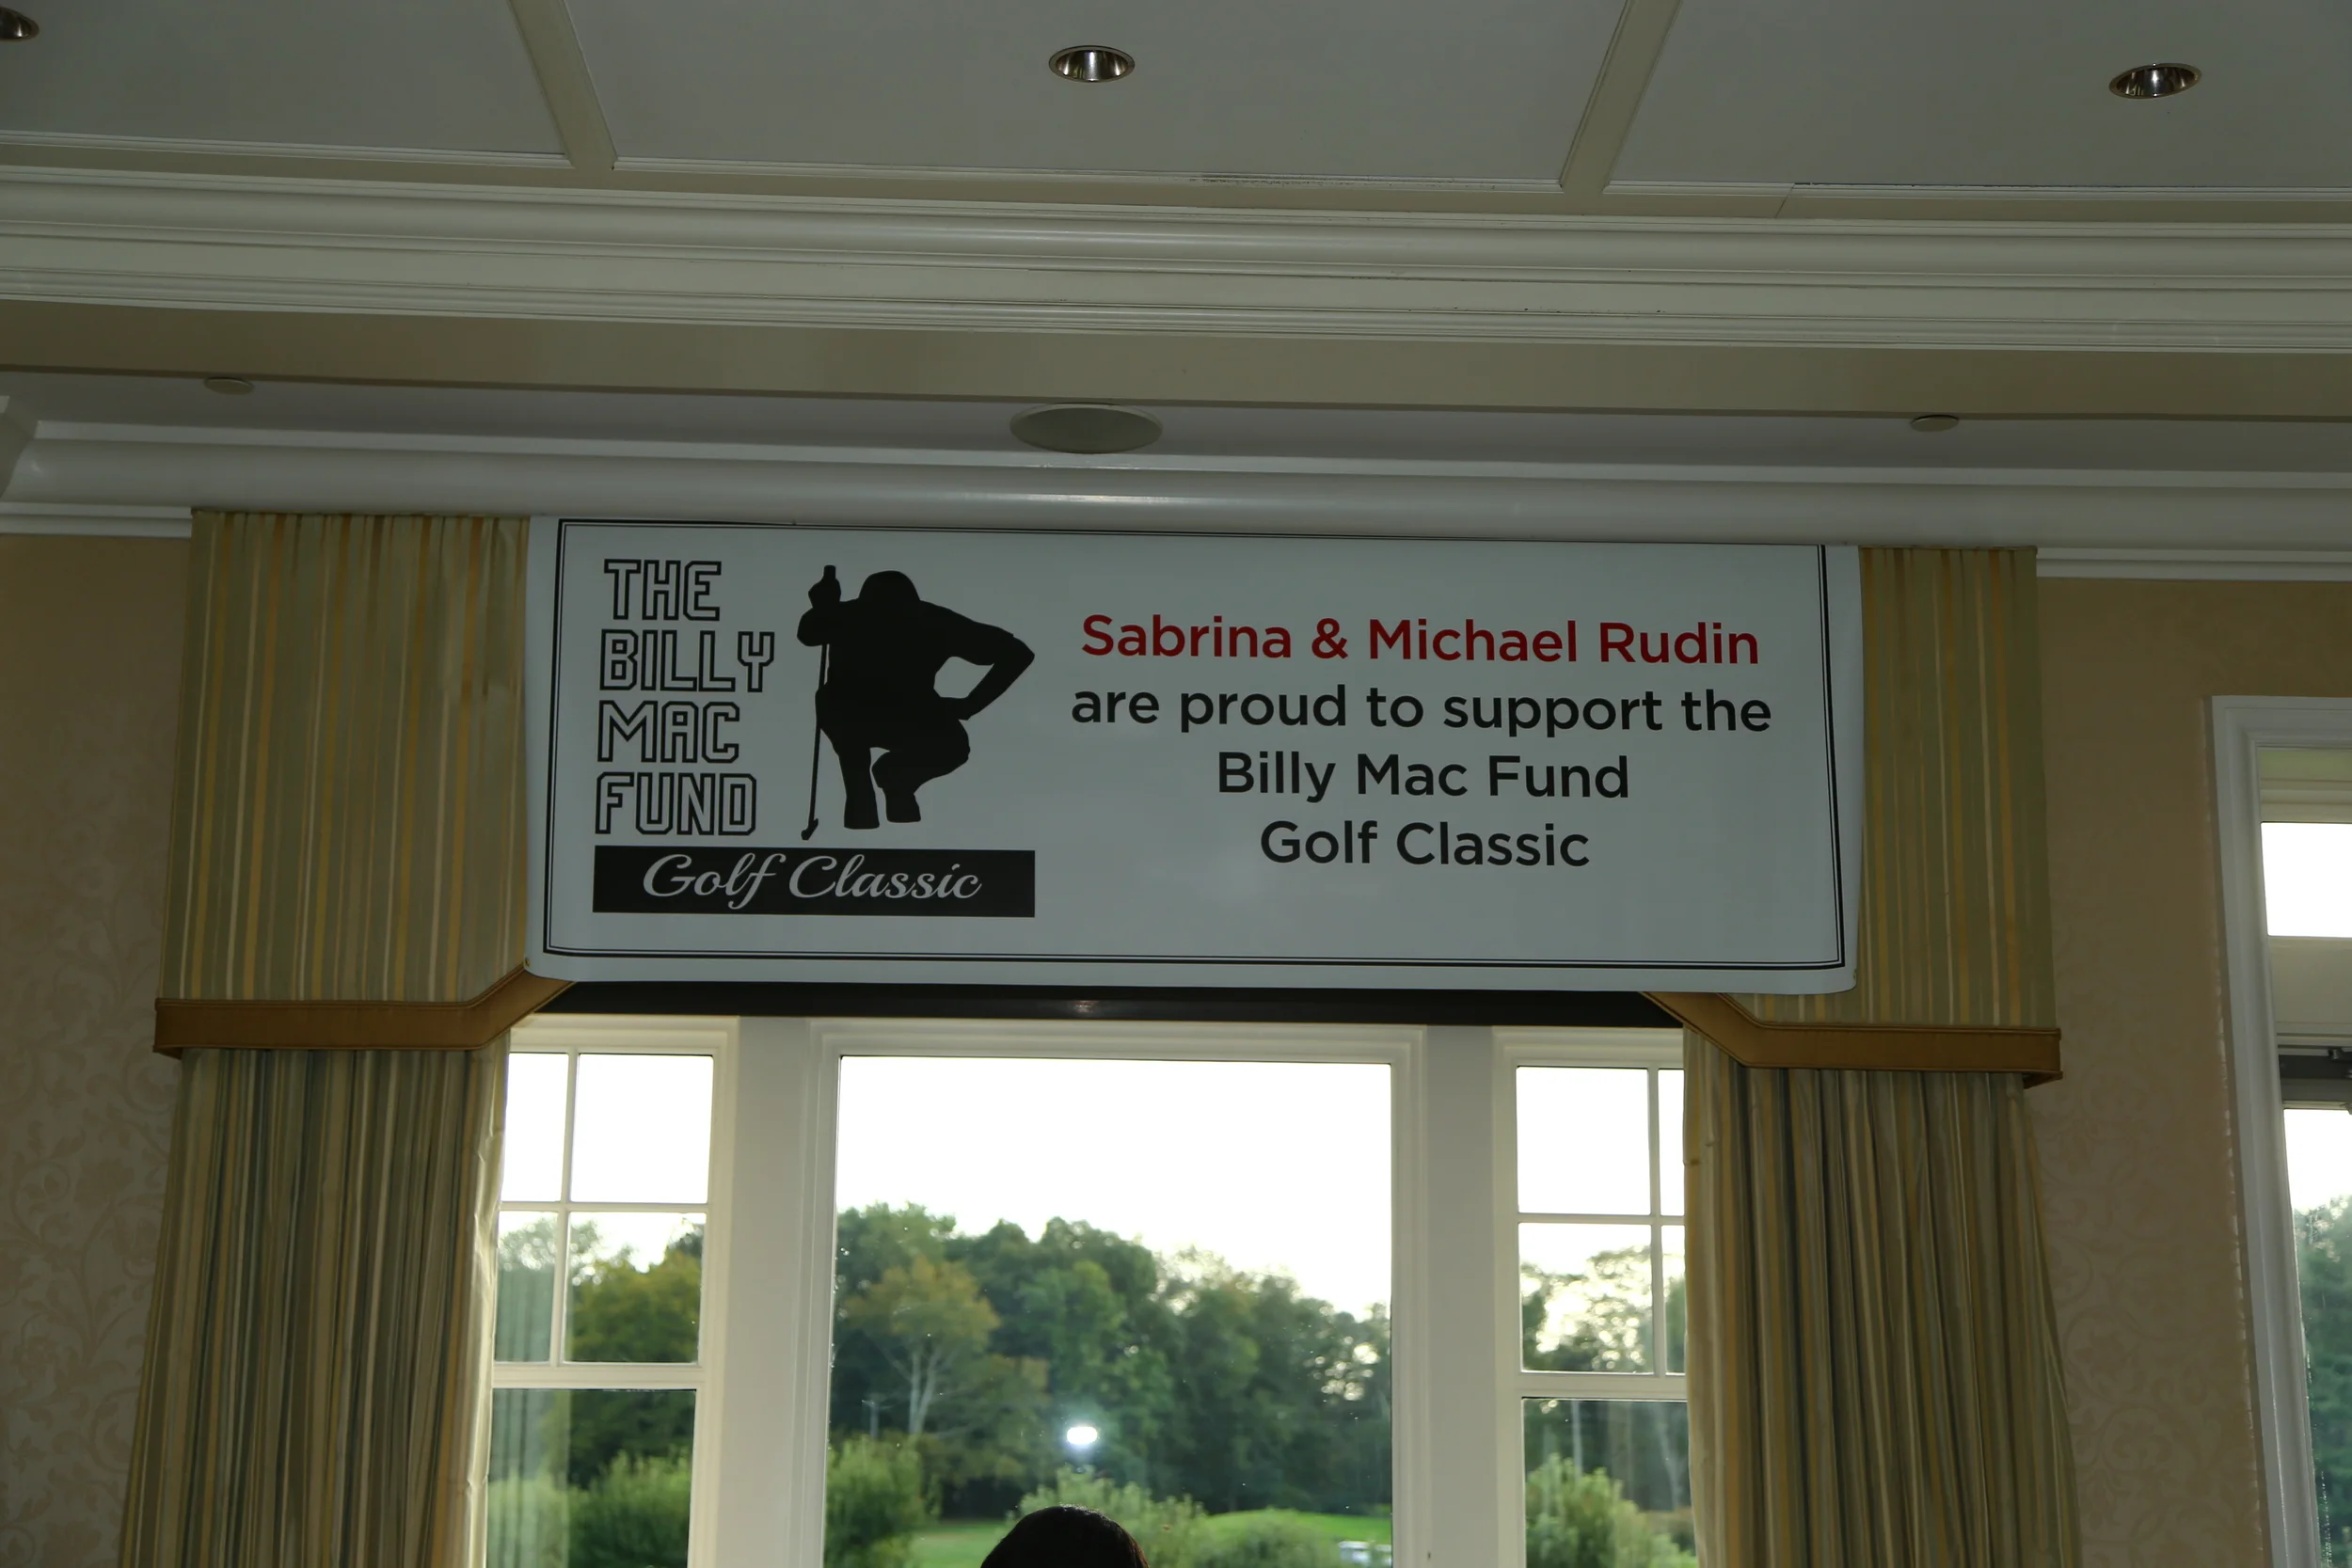 THE
BILLY
MAC
FUND
Golf Classic
Sabrina & Michael Rudin
are proud to support the
Billy Mac Fund
Golf Classic